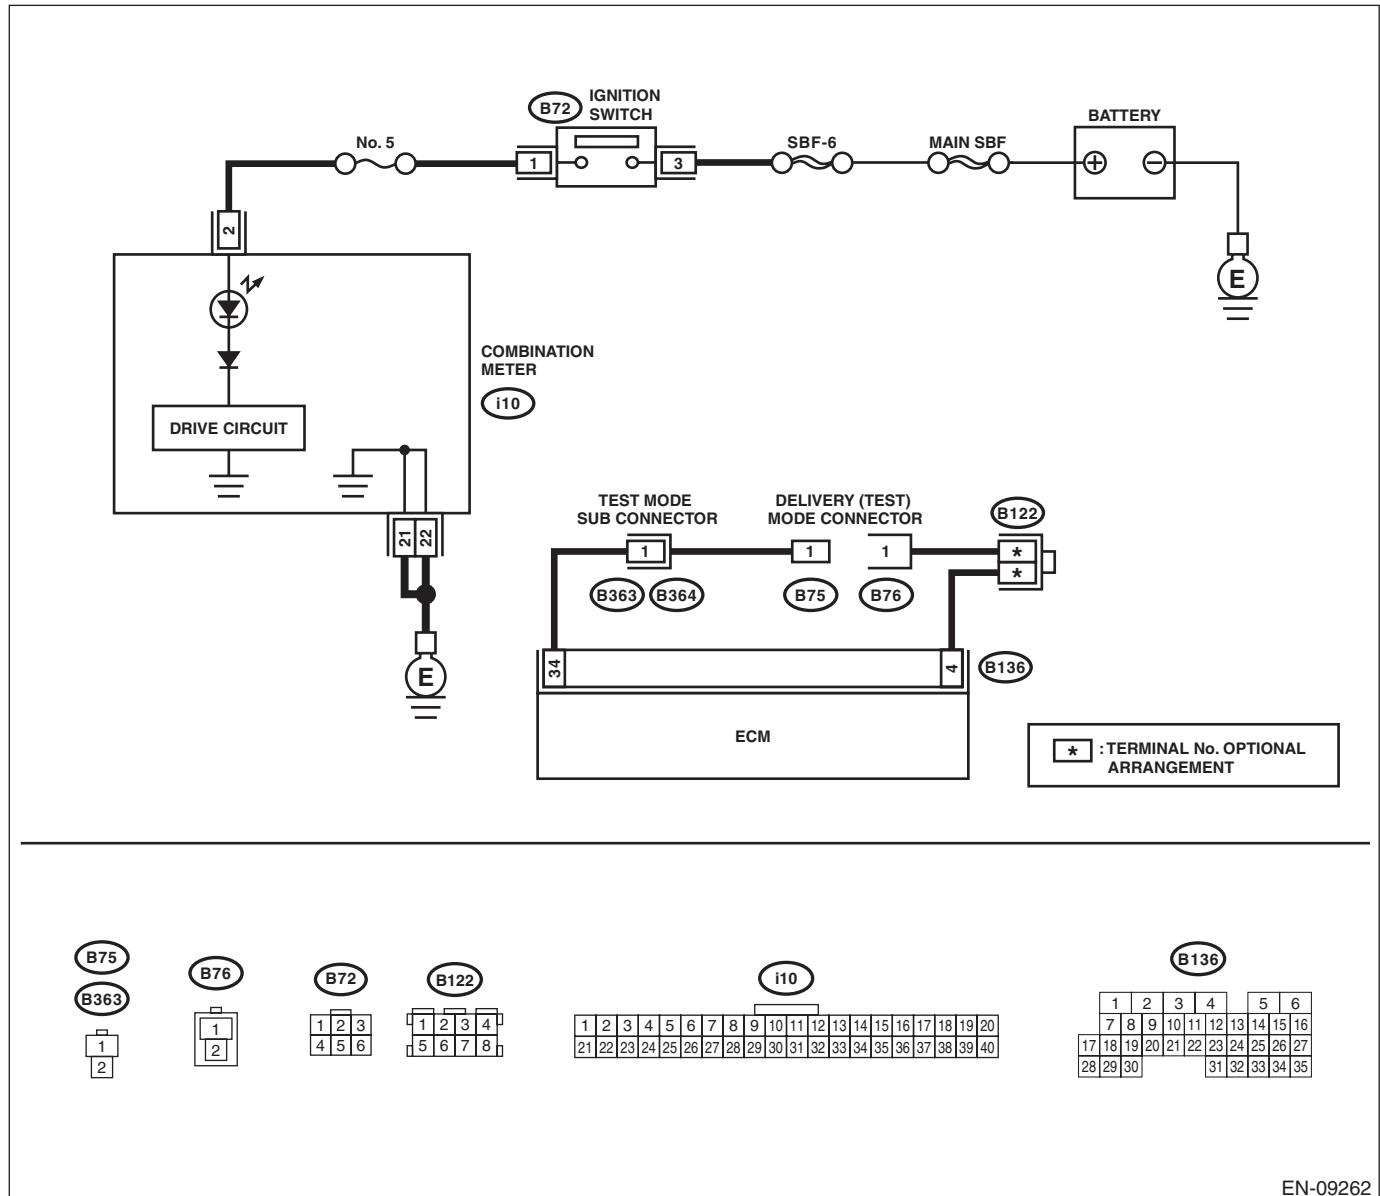 B72
IGNITION
SWITCH
No. 5
1
3
SBF-6
MAIN SBF
BATTERY
+
−
E
2
COMBINATION
METER
i10
DRIVE CIRCUIT
21
22
E
TEST MODE
SUB CONNECTOR
DELIVERY (TEST)
MODE CONNECTOR
B122
1
1
1
*
*
B363
B364
B75
B76
34
4
B136
ECM
* : TERMINAL No. OPTIONAL
ARRANGEMENT
B75
B363
1
2
B76
1
2
B72
1 2 3
4 5 6
B122
1 2 3 4
5 6 7 8
i10
1 2 3 4 5 6 7 8 9 10 11 12 13 14 15 16 17 18 19 20
21 22 23 24 25 26 27 28 29 30 31 32 33 34 35 36 37 38 39 40
B136
1 2 3 4 5 6
7 8 9 10 11 12 13 14 15 16
17 18 19 20 21 22 23 24 25 26 27
28 29 30 31 32 33 34 35
EN-09262